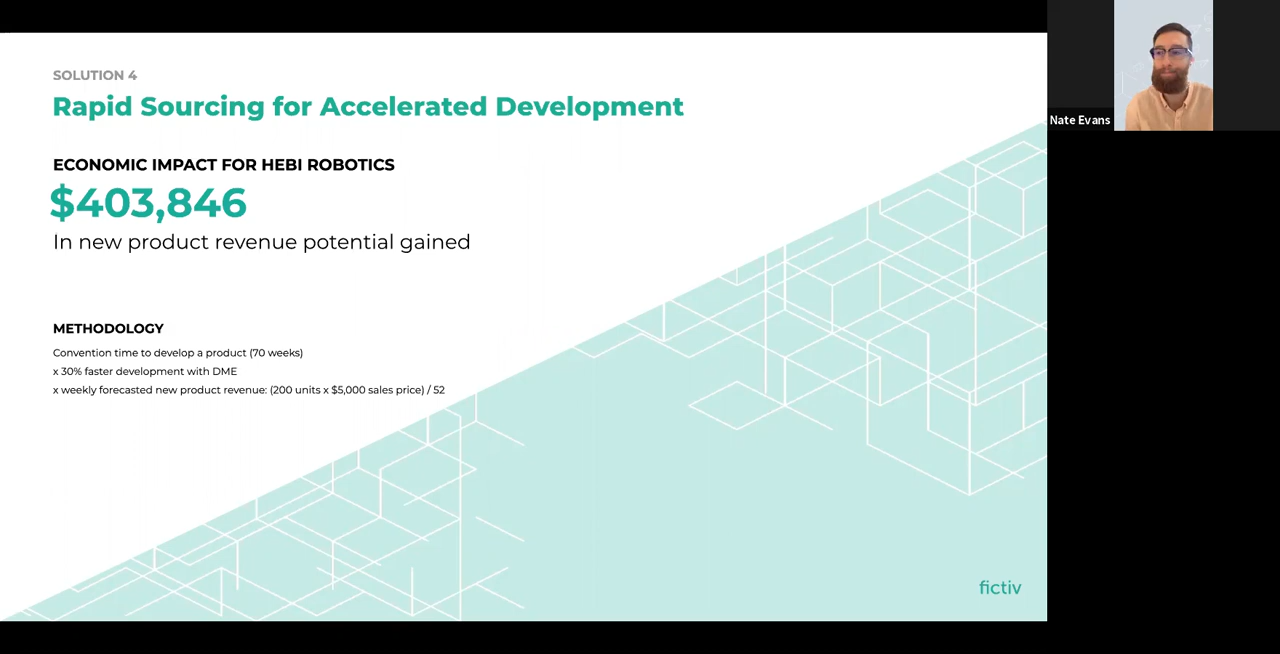 SOLUTION 4
Rapid Sourcing for Accelerated Development
ECONOMIC IMPACT FOR HEBI ROBOTICS
$403,846
In new product revenue potential gained
METHODOLOGY
Convention time to develop a product (70 weeks)
x 30% faster development with DME
x weekly forecasted new product revenue: (200 units x $5,000 sales price) / 52
fictiv
Nate Evans